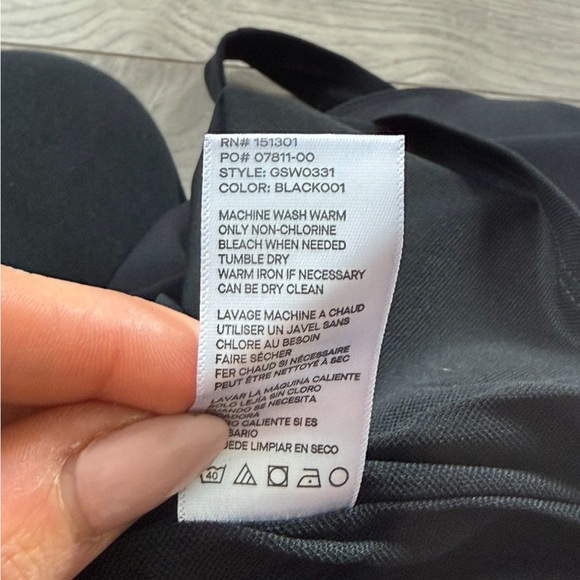 RN# 151301
PO# 07811-00
STYLE: GSW0331
COLOR: BLACK001
MACHINE WASH WARM
ONLY NON-CHLORINE
BLEACH WHEN NEEDED
TUMBLE DRY
WARM IRON IF NECESSARY
CAN BE DRY CLEAN
LAVAGE MACHINE A CHAUD
UTILISER UN JAVEL SANS
CHLORE AU BESOIN
FAIRE SÉCHER
FER CHAUD SI NÉCESSAIRE
PEUT ÊTRE NETTOYÉ A SEC
LAVAR LA MÁQUINA CALIENTE
SOLO LEJÍA SIN CLORO
CUANDO SE NECESITA
CALIENTE SI ES
LIMPIAR EN SECO
40